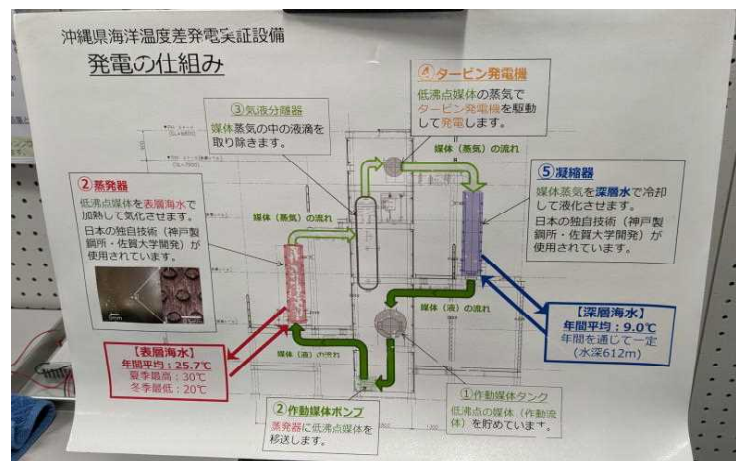 沖縄県海洋温度差発電実証設備
発電の仕組み
④タービン発電機
低沸点媒体の蒸気で
タービン発電機を駆動
して発電します。
③気液分離器
媒体蒸気の中の液滴を
取り除きます。
媒体（蒸気）の流れ
⑤凝縮器
媒体蒸気を深層水で冷却
して液化させます。
日本の独自技術（神戸製
鋼所・佐賀大学開発）が
使用されています。
②蒸発器
低沸点媒体を表層海水で
加熱して気化させます。
日本の独自技術（神戸製
鋼所・佐賀大学開発）が
使用されています。
媒体（蒸気）の流れ
媒体（液）の流れ
【深層海水】
年間平均：9.0℃
年間を通じて一定
(水深612m)
【表層海水】
年間平均：25.7℃
夏季最高：30℃
冬季最低：20℃
媒体（液）の流れ
①作動媒体タンク
低沸点の媒体（作動流
体）を貯めています。
②作動媒体ポンプ
蒸発器に低沸点媒体を
移送します。